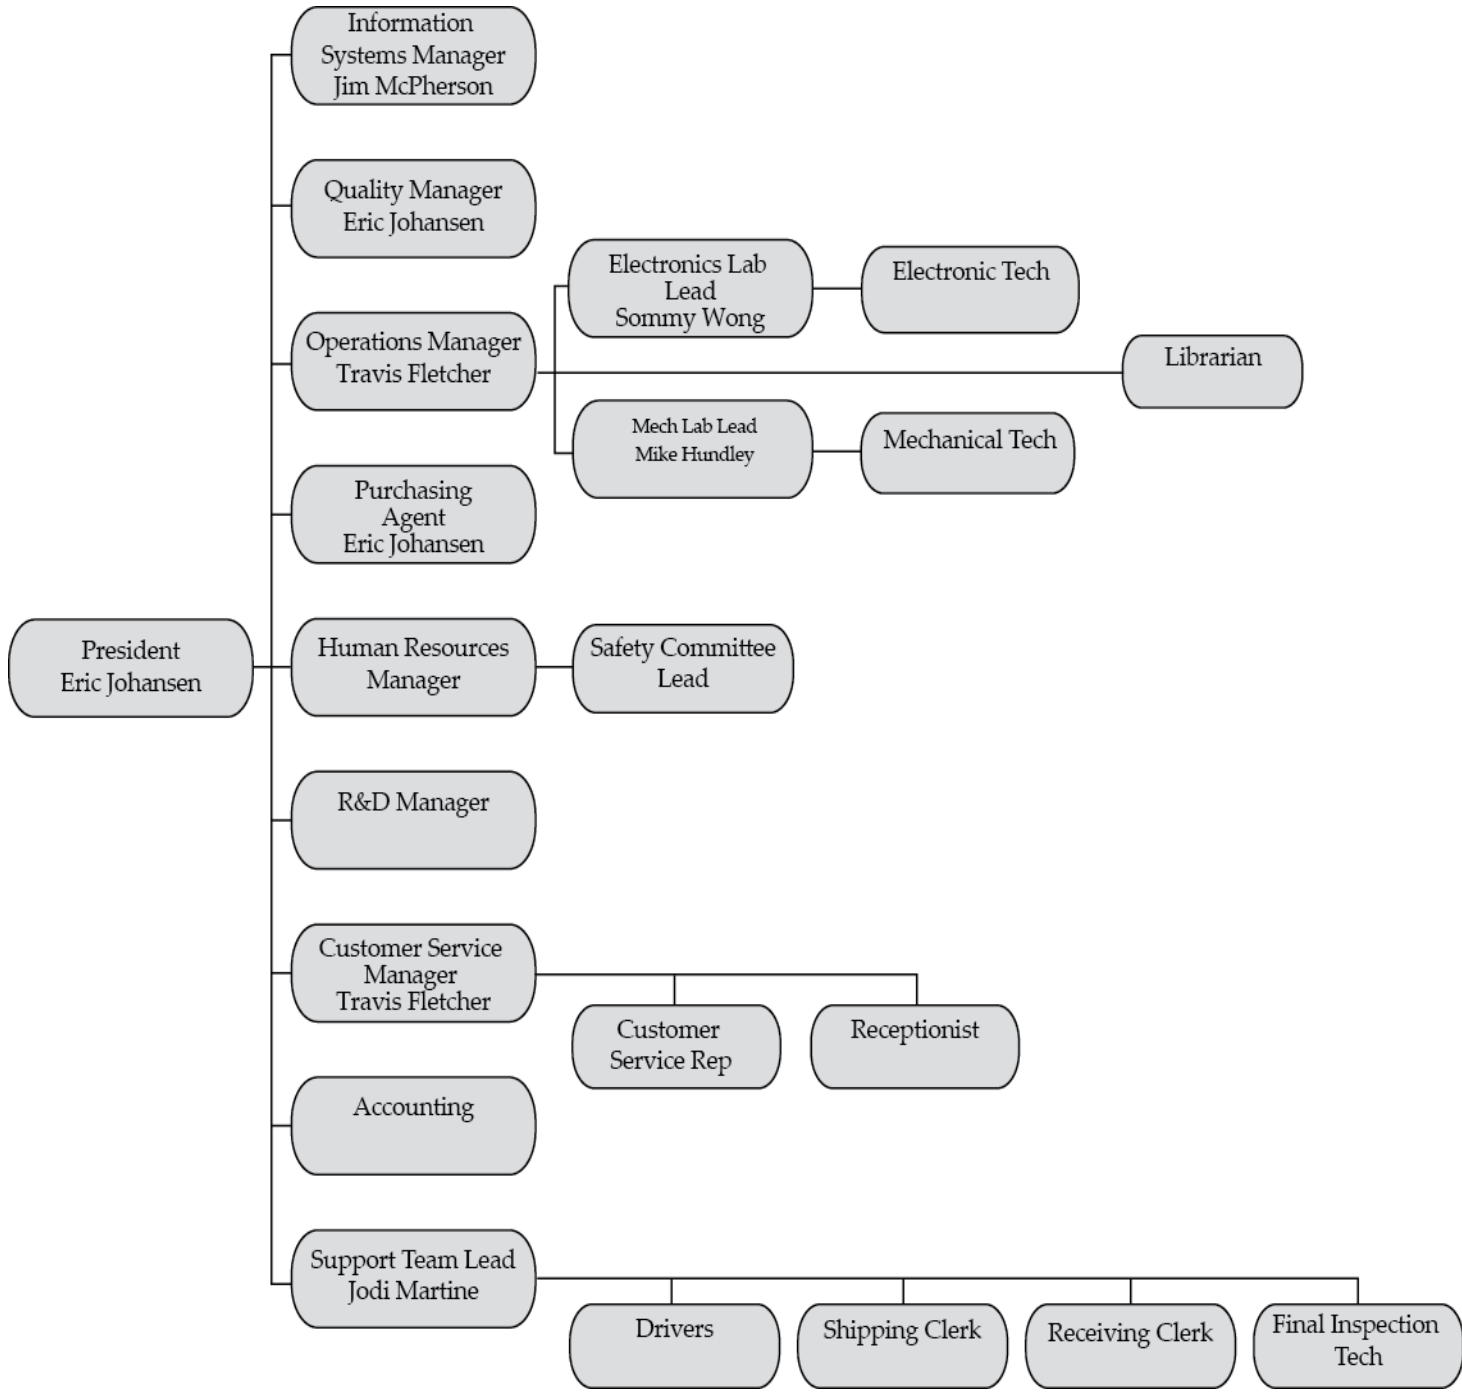 Information
Systems Manager
Jim McPherson
Quality Manager
Eric Johansen
Electronics Lab
Lead
Sommy Wong
Electronic Tech
Operations Manager
Travis Fletcher
Librarian
Mech Lab Lead
Mike Hundley
Mechanical Tech
Purchasing
Agent
Eric Johansen
President
Eric Johansen
Human Resources
Manager
Safety Committee
Lead
R&D Manager
Customer Service
Manager
Travis Fletcher
Customer
Service Rep
Receptionist
Accounting
Support Team Lead
Jodi Martine
Drivers
Shipping Clerk
Receiving Clerk
Final Inspection
Tech